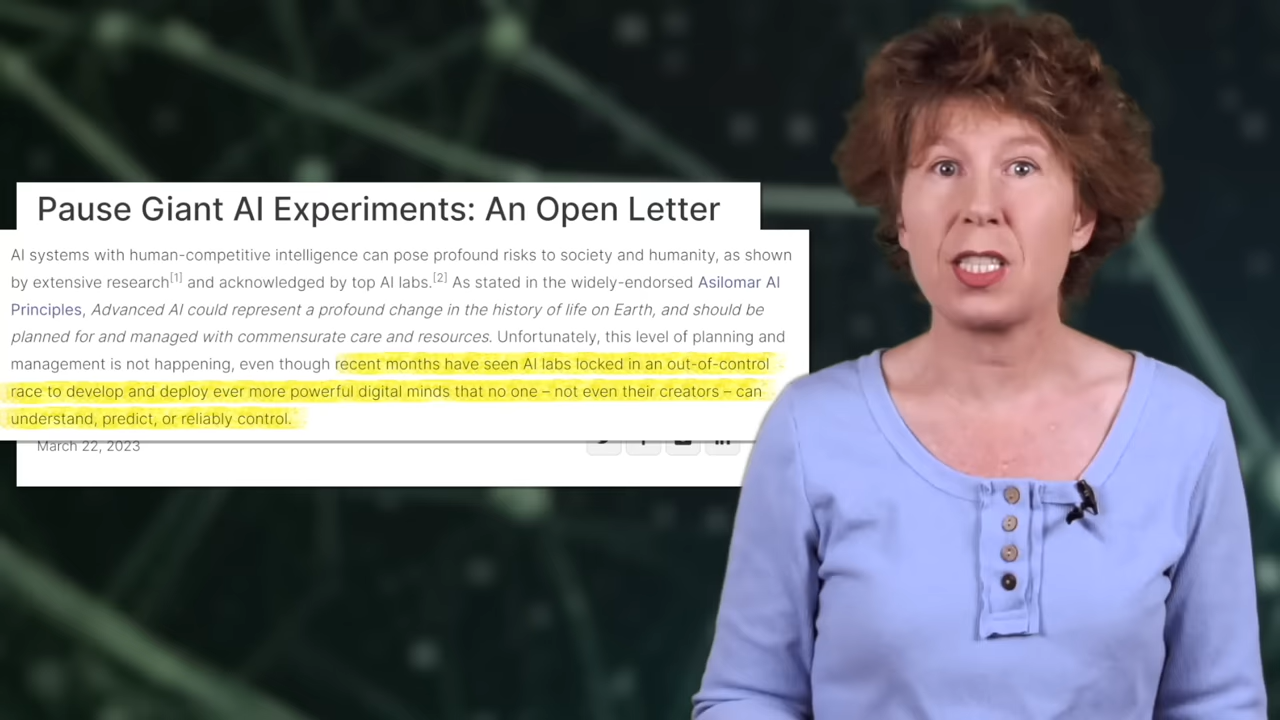 Pause Giant AI Experiments: An Open Letter
AI systems with human-competitive intelligence can pose profound risks to society and humanity, as shown
by extensive research[1] and acknowledged by top AI labs.[2] As stated in the widely-endorsed Asilomar AI
Principles, Advanced AI could represent a profound change in the history of life on Earth, and should be
planned for and managed with commensurate care and resources. Unfortunately, this level of planning and
management is not happening, even though recent months have seen AI labs locked in an out-of-control
race to develop and deploy ever more powerful digital minds that no one – not even their creators – can
understand, predict, or reliably control.
March 22, 2023